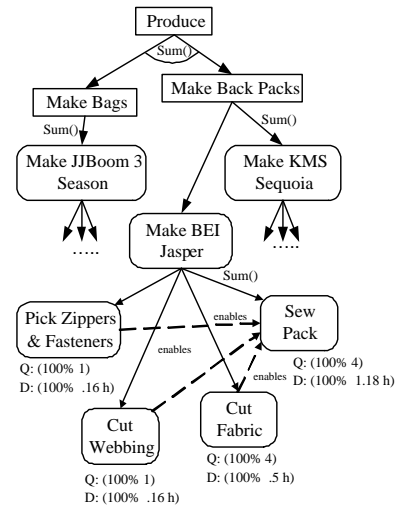 Produce
Sum()
Make Bags
Make Back Packs
Sum()
Sum()
Make JJBoom 3
Season
Make KMS
Sequoia
.....
.....
Make BEI
Jasper
Sum()
Pick Zippers
& Fasteners
enables
Sew
Pack
enables
enables
Q: (100% 1)
D: (100% .16 h)
Q: (100% 4)
D: (100% 1.18 h)
Cut
Webbing
Cut
Fabric
Q: (100% 1)
D: (100% .16 h)
Q: (100% 4)
D: (100% .5 h)